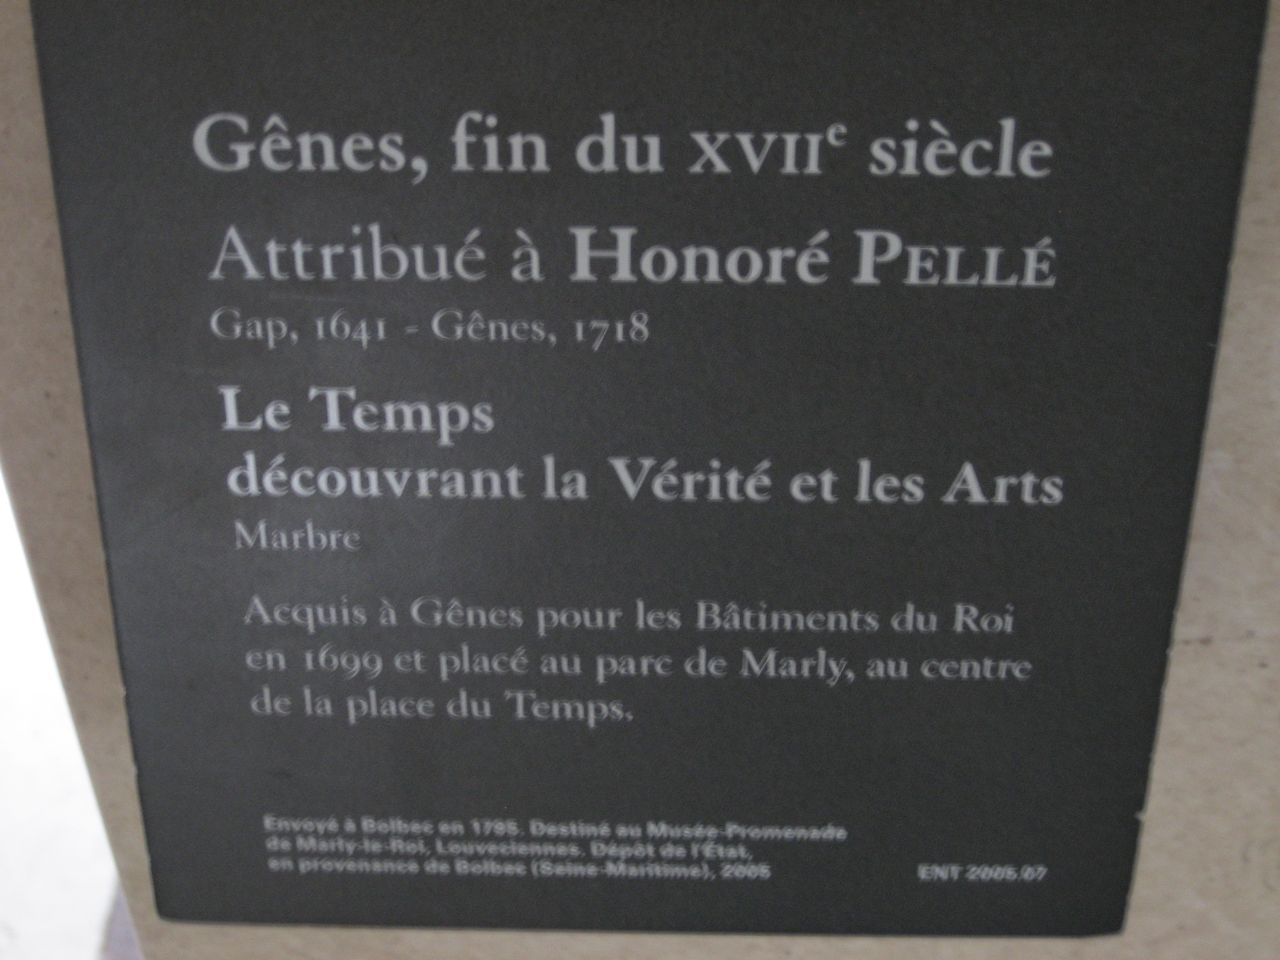 Gênes, fin du XVIIe siècle
Attribué à Honoré PELLÉ
Gap, 1641 - Gênes, 1718
Le Temps
découvrant la Vérité et les Arts
Marbre
Acquis à Gênes pour les Bâtiments du Roi
en 1699 et placé au parc de Marly, au centre
de la place du Temps.
Envoyé à Bolbec en 1795. Destiné au Musée-Promenade
de Marly-le-Roi, Louveciennes. Dépôt de l'État,
en provenance de Bolbec (Seine-Maritime), 2005
ENT 2005.07